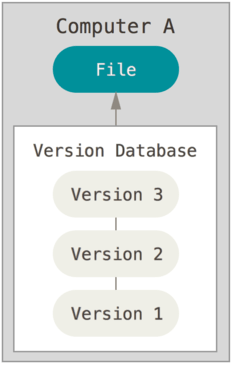 Computer A
File
Version Database
Version 3
Version 2
Version 1